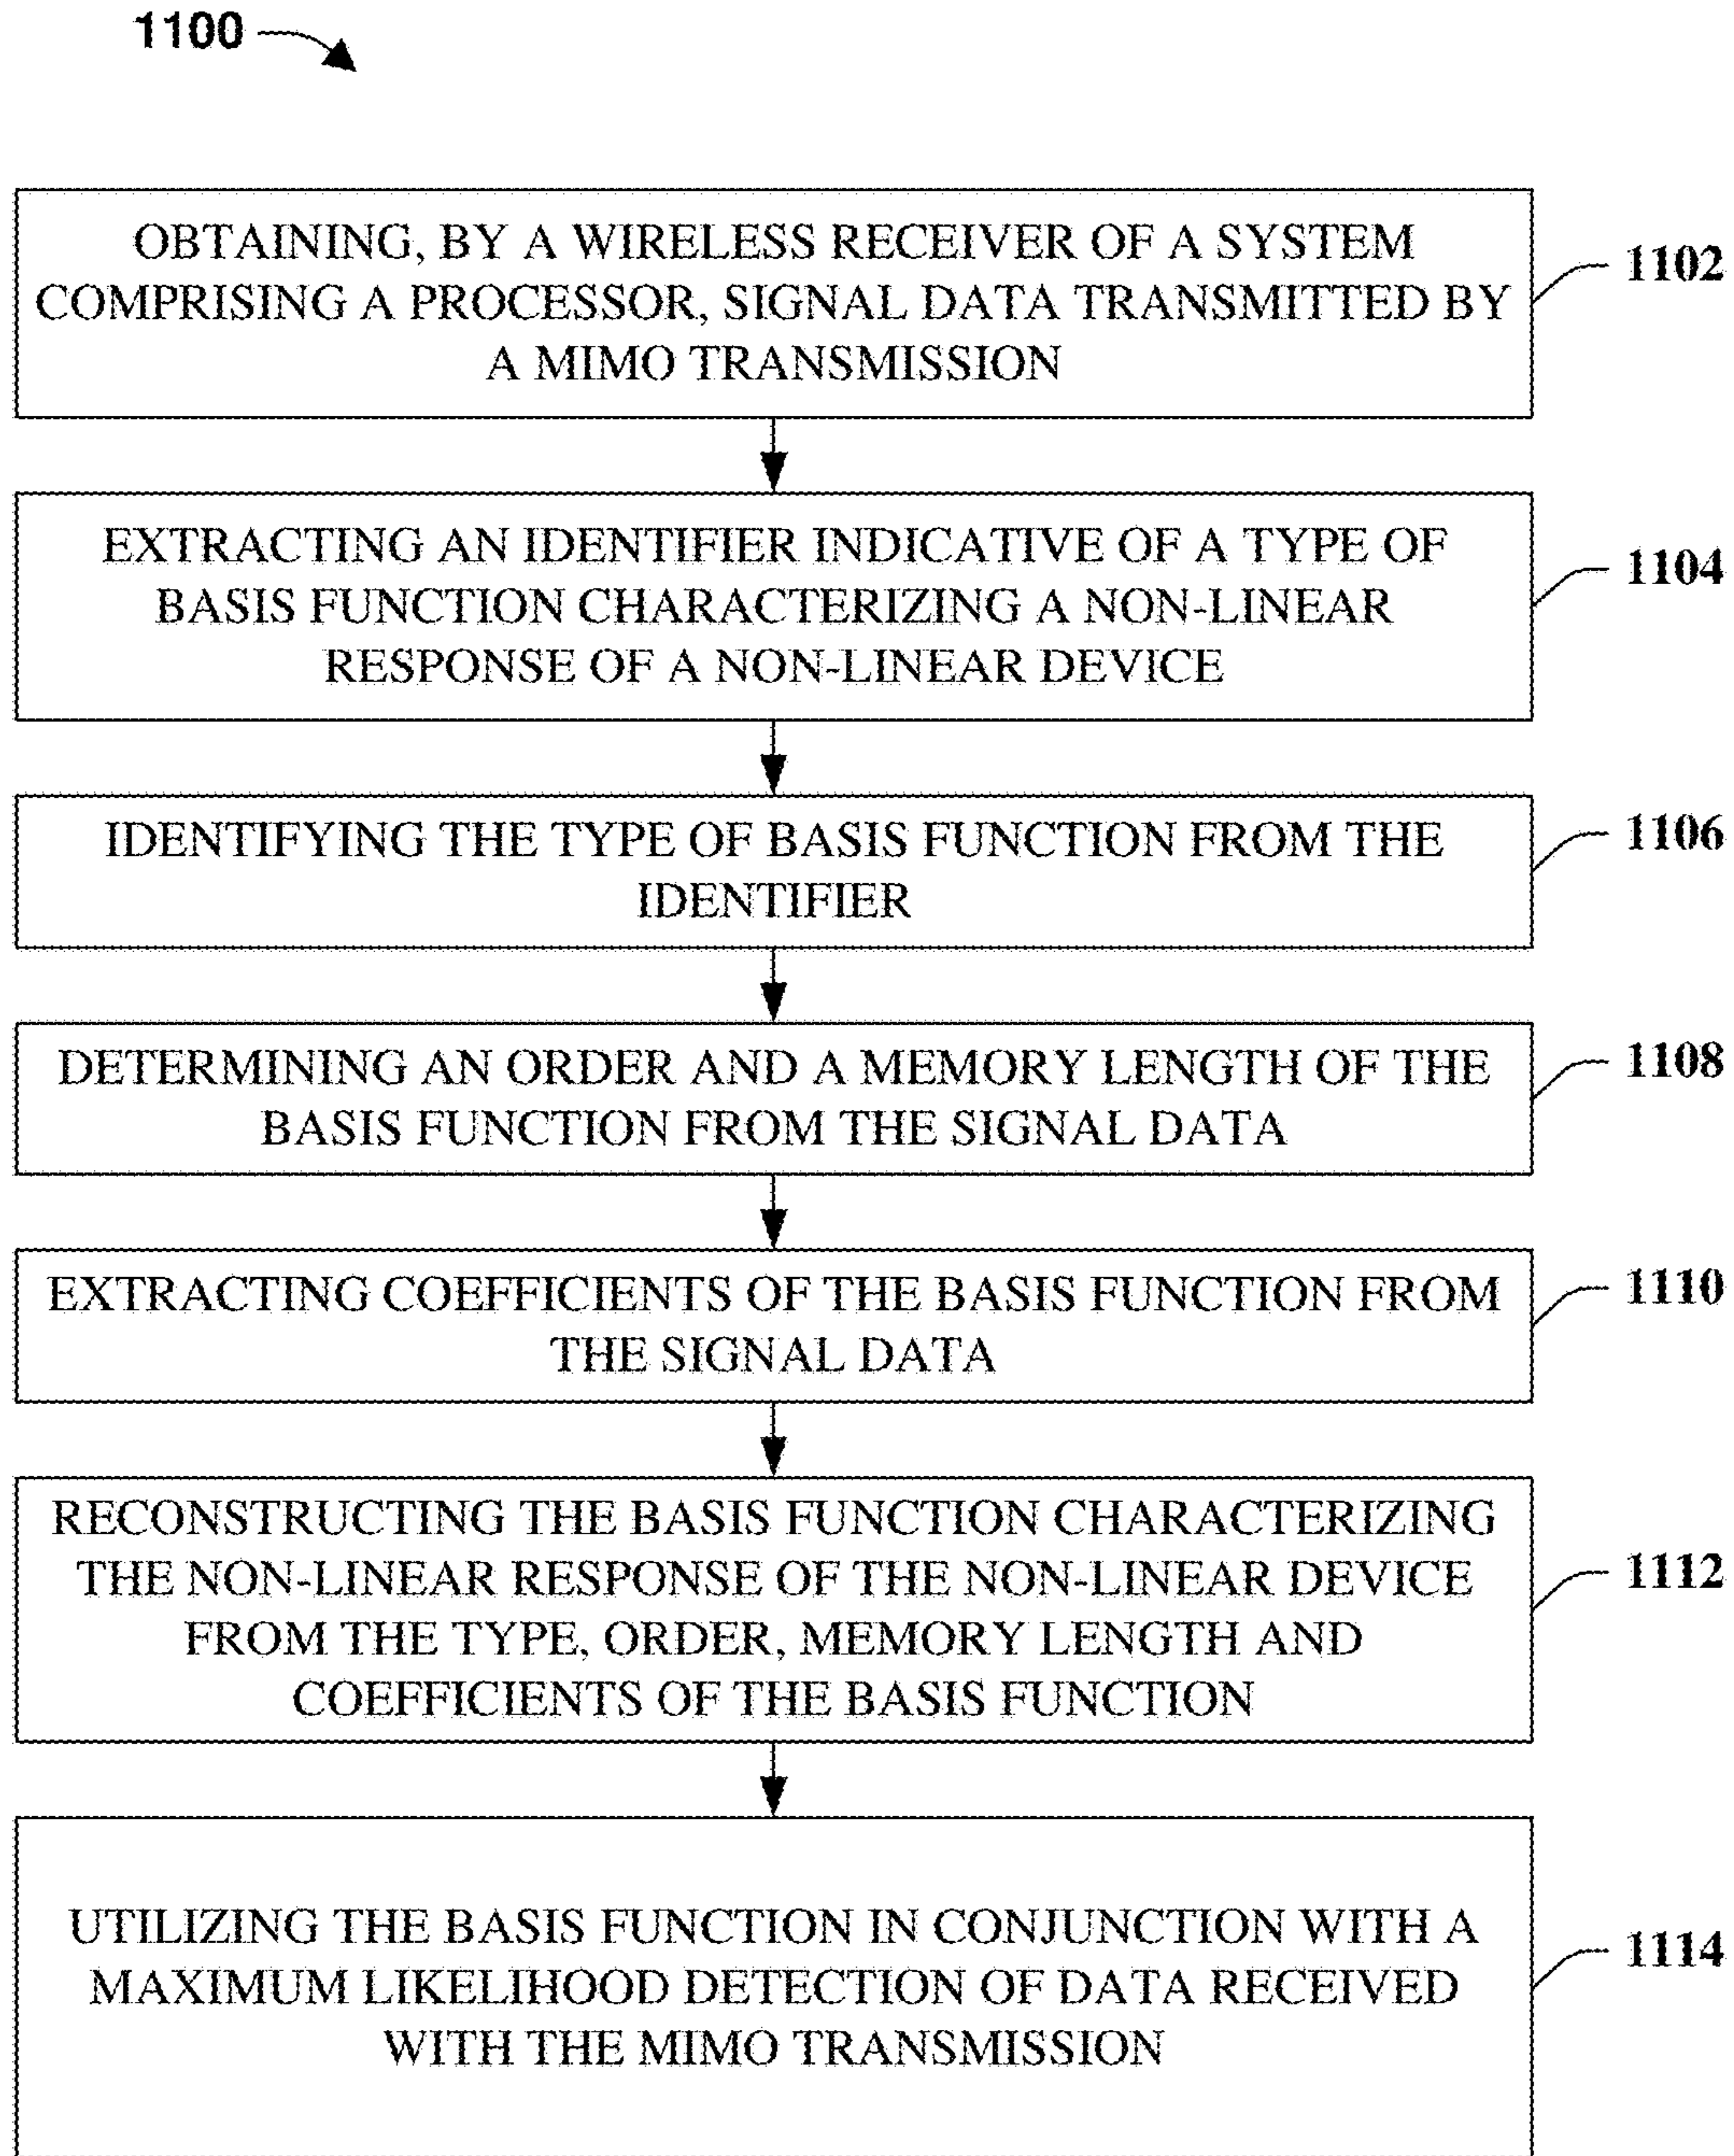 1100
OBTAINING, BY A WIRELESS RECEIVER OF A SYSTEM
COMPRISING A PROCESSOR, SIGNAL DATA TRANSMITTED BY
A MIMO TRANSMISSION
1102
EXTRACTING AN IDENTIFIER INDICATIVE OF A TYPE OF
BASIS FUNCTION CHARACTERIZING A NON-LINEAR
RESPONSE OF A NON-LINEAR DEVICE
1104
IDENTIFYING THE TYPE OF BASIS FUNCTION FROM THE
IDENTIFIER
1106
DETERMINING AN ORDER AND A MEMORY LENGTH OF THE
BASIS FUNCTION FROM THE SIGNAL DATA
1108
EXTRACTING COEFFICIENTS OF THE BASIS FUNCTION FROM
THE SIGNAL DATA
1110
RECONSTRUCTING THE BASIS FUNCTION CHARACTERIZING
THE NON-LINEAR RESPONSE OF THE NON-LINEAR DEVICE
FROM THE TYPE, ORDER, MEMORY LENGTH AND
COEFFICIENTS OF THE BASIS FUNCTION
1112
UTILIZING THE BASIS FUNCTION IN CONJUNCTION WITH A
MAXIMUM LIKELIHOOD DETECTION OF DATA RECEIVED
WITH THE MIMO TRANSMISSION
1114